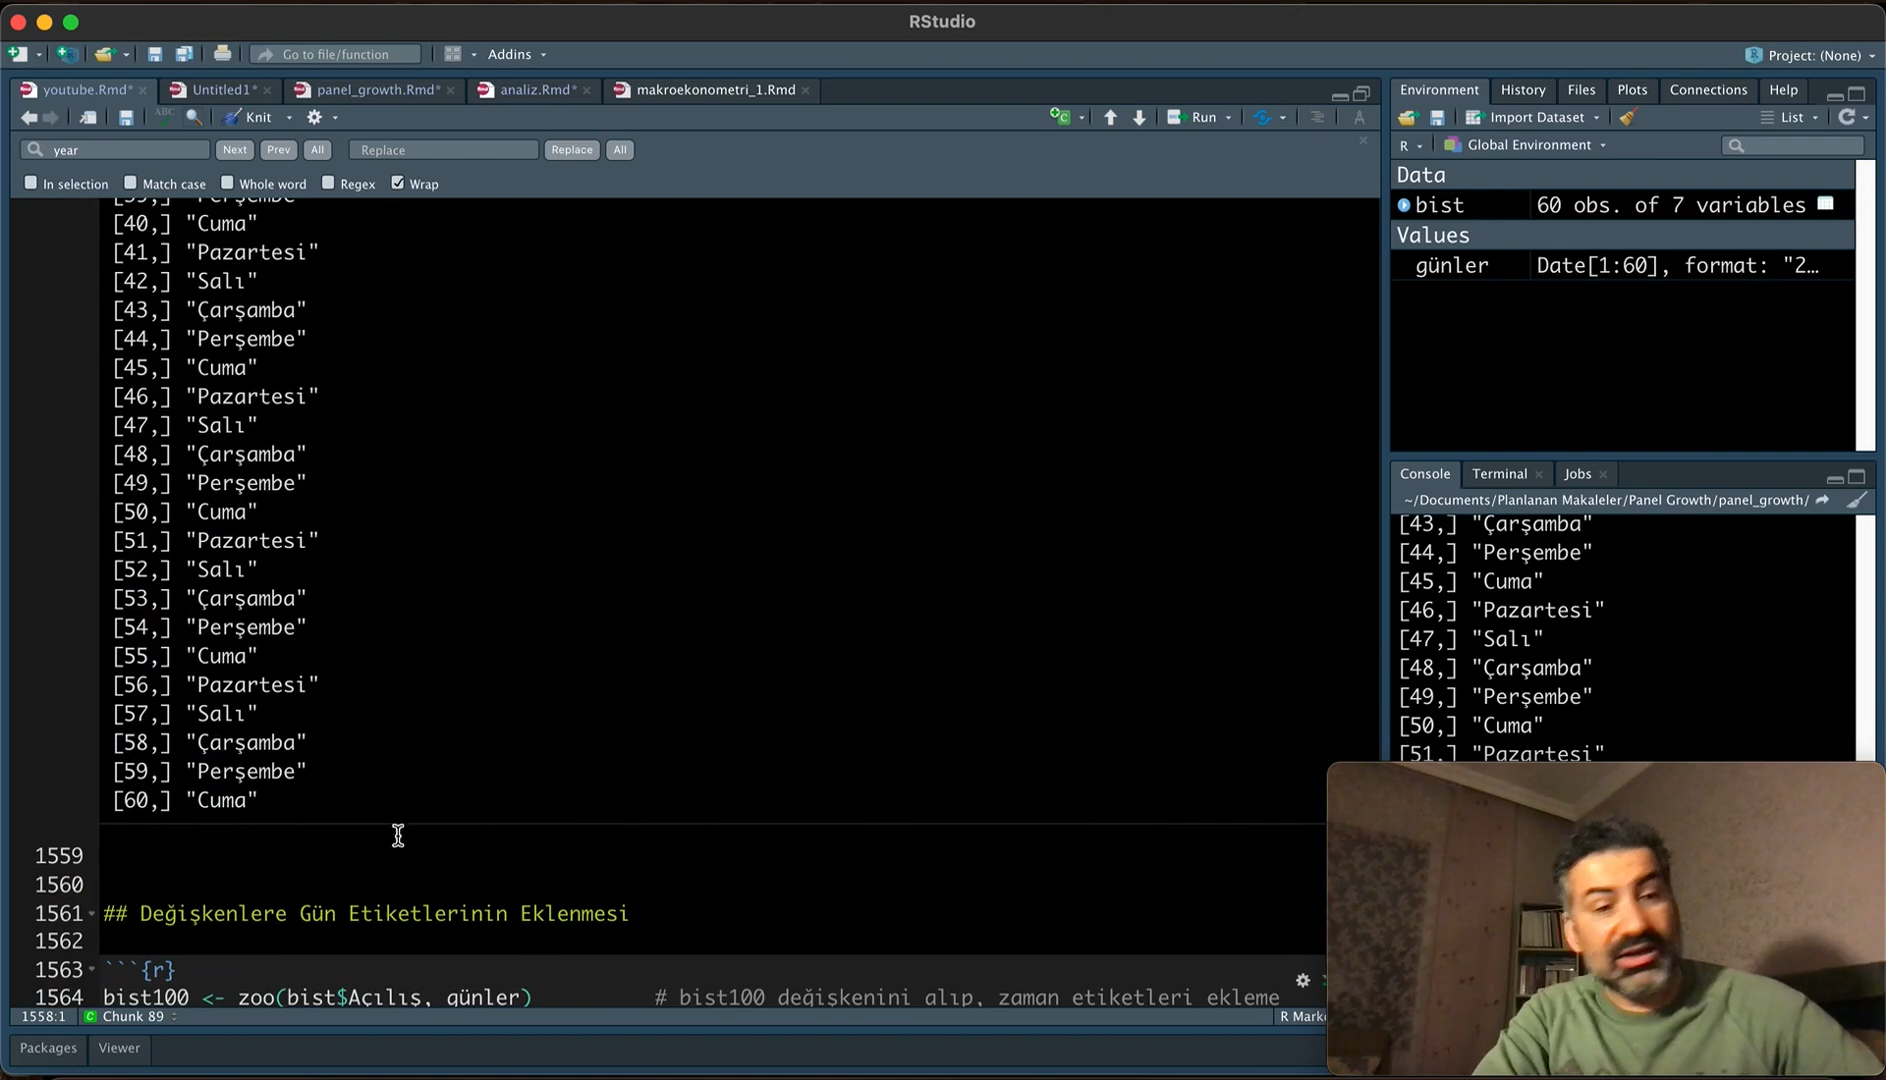 RStudio
Go to file/function
Addins
Project: (None)
youtube.Rmd*
Untitled1*
panel_growth.Rmd*
analiz.Rmd*
makroekonometri_1.Rmd
ABC
Knit
Run
year
Next
Prev
All
Replace
Replace
All
In selection
Match case
Whole word
Regex
Wrap
[40,] "Cuma"
[41,] "Pazartesi"
[42,] "Salı"
[43,] "Çarşamba"
[44,] "Perşembe"
[45,] "Cuma"
[46,] "Pazartesi"
[47,] "Salı"
[48,] "Çarşamba"
[49,] "Perşembe"
[50,] "Cuma"
[51,] "Pazartesi"
[52,] "Salı"
[53,] "Çarşamba"
[54,] "Perşembe"
[55,] "Cuma"
[56,] "Pazartesi"
[57,] "Salı"
[58,] "Çarşamba"
[59,] "Perşembe"
[60,] "Cuma"
1559
1560
1561 ## Değişkenlere Gün Etiketlerinin Eklenmesi
1562
1563 ```{r}
1564 bist100 <- zoo(bist$Açılış, günler) # bist100 değişkenini alıp, zaman etiketleri ekleme
1558:1
Chunk 89
R Mark
Packages
Viewer
Environment
History
Files
Plots
Connections
Help
Import Dataset
List
R
Global Environment
Data
bist 60 obs. of 7 variables
Values
günler Date[1:60], format: "2…
Console
Terminal
Jobs
~/Documents/Planlanan Makaleler/Panel Growth/panel_growth/
[43,] "Çarşamba"
[44,] "Perşembe"
[45,] "Cuma"
[46,] "Pazartesi"
[47,] "Salı"
[48,] "Çarşamba"
[49,] "Perşembe"
[50,] "Cuma"
[51,] "Pazartesi"